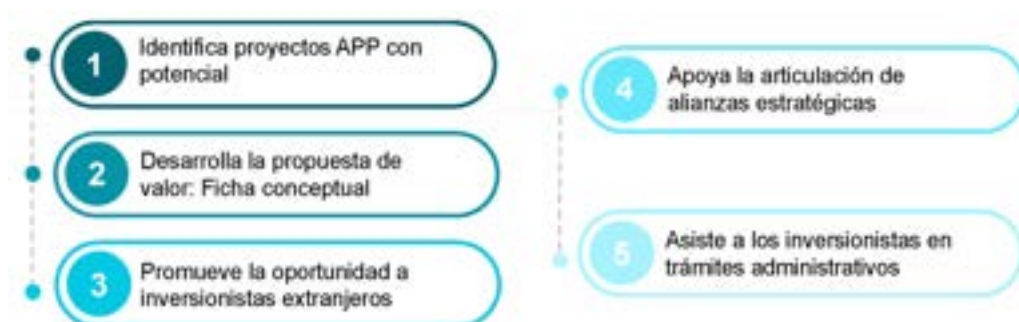 1
Identifica proyectos APP con
potencial
2
Desarrolla la propuesta de
valor: Ficha conceptual
3
Promueve la oportunidad a
inversionistas extranjeros
4
Apoya la articulación de
alianzas estratégicas
5
Asiste a los inversionistas en
trámites administrativos